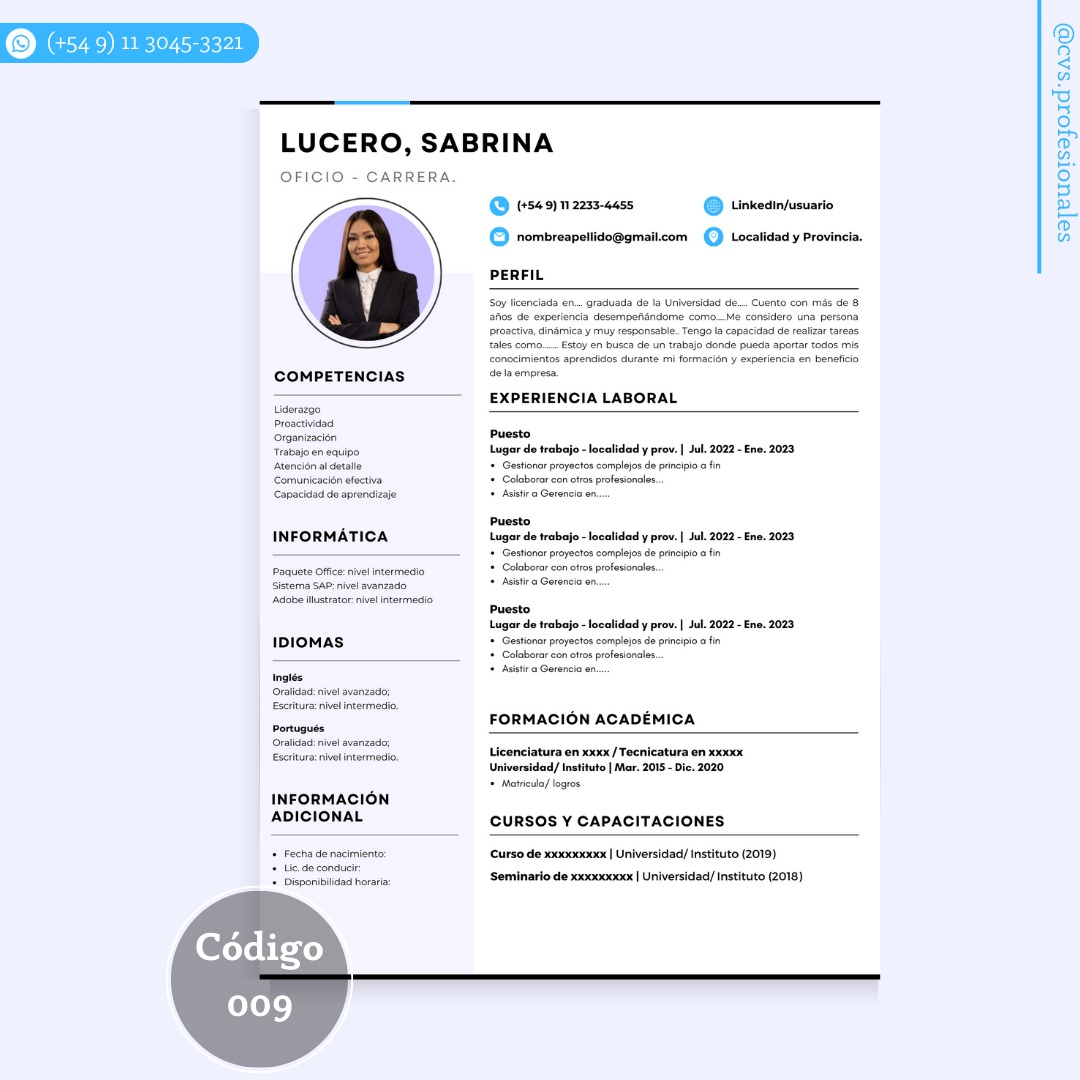 (+54 9) 11 3045-3321
@cvs.profesionales
LUCERO, SABRINA
OFICIO - CARRERA.
(+54 9) 11 2233-4455
LinkedIn/usuario
nombreapellido@gmail.com
Localidad y Provincia.
COMPETENCIAS
Liderazgo
Proactividad
Organización
Trabajo en equipo
Atención al detalle
Comunicación efectiva
Capacidad de aprendizaje
INFORMÁTICA
Paquete Office: nivel intermedio
Sistema SAP: nivel avanzado
Adobe illustrator: nivel intermedio
IDIOMAS
Inglés
Oralidad: nivel avanzado;
Escritura: nivel intermedio.
Portugués
Oralidad: nivel avanzado;
Escritura: nivel intermedio.
INFORMACIÓN
ADICIONAL
• Fecha de nacimiento:
• Lic. de conducir:
• Disponibilidad horaria:
PERFIL
Soy licenciada en.... graduada de la Universidad de..... Cuento con más de 8
años de experiencia desempeñándome como.....Me considero una persona
proactiva, dinámica y muy responsable.. Tengo la capacidad de realizar tareas
tales como........ Estoy en busca de un trabajo donde pueda aportar todos mis
conocimientos aprendidos durante mi formación y experiencia en beneficio
de la empresa.
EXPERIENCIA LABORAL
Puesto
Lugar de trabajo - localidad y prov. | Jul. 2022 - Ene. 2023
• Gestionar proyectos complejos de principio a fin
• Colaborar con otros profesionales...
• Asistir a Gerencia en.....
Puesto
Lugar de trabajo - localidad y prov. | Jul. 2022 - Ene. 2023
• Gestionar proyectos complejos de principio a fin
• Colaborar con otros profesionales...
• Asistir a Gerencia en.....
Puesto
Lugar de trabajo - localidad y prov. | Jul. 2022 - Ene. 2023
• Gestionar proyectos complejos de principio a fin
• Colaborar con otros profesionales...
• Asistir a Gerencia en.....
FORMACIÓN ACADÉMICA
Licenciatura en xxxx / Tecnicatura en xxxxx
Universidad/ Instituto | Mar. 2015 - Dic. 2020
• Matricula/ logros
CURSOS Y CAPACITACIONES
Curso de xxxxxxxxx | Universidad/ Instituto (2019)
Seminario de xxxxxxxxx | Universidad/ Instituto (2018)
Código
009